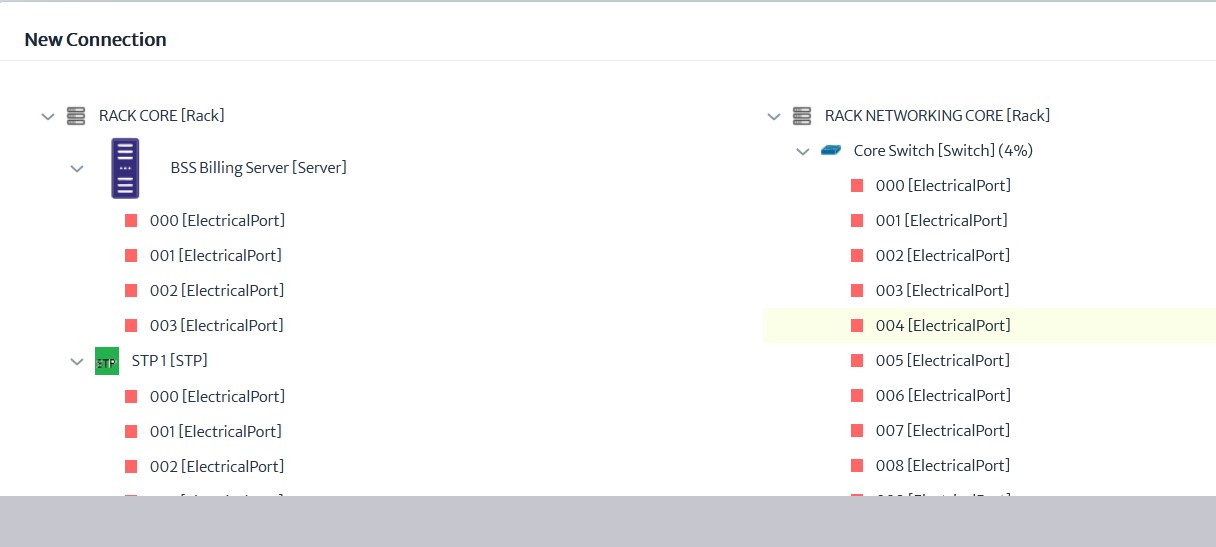 New Connection
RACK CORE [Rack]
BSS Billing Server [Server]
000 [ElectricalPort]
001 [ElectricalPort]
002 [ElectricalPort]
003 [ElectricalPort]
STP
STP 1 [STP]
000 [ElectricalPort]
001 [ElectricalPort]
002 [ElectricalPort]
RACK NETWORKING CORE [Rack]
Core Switch [Switch] (4%)
000 [ElectricalPort]
001 [ElectricalPort]
002 [ElectricalPort]
003 [ElectricalPort]
004 [ElectricalPort]
005 [ElectricalPort]
006 [ElectricalPort]
007 [ElectricalPort]
008 [ElectricalPort]